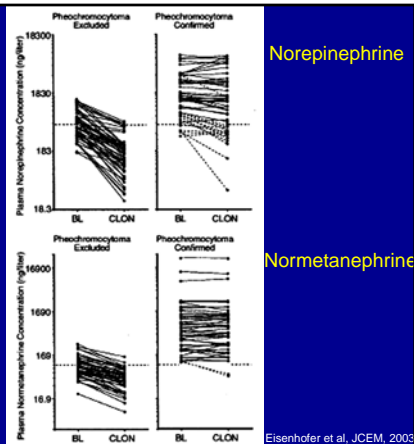 Pheochromocytoma Excluded
Pheochromocytoma Confirmed
Norepinephrine
Plasma Norepinephrine Concentration (ng/liter)
18300
1830
183
18.3
BL CLON BL CLON
Pheochromocytoma Excluded
Pheochromocytoma Confirmed
Normetanephrine
Plasma Normetanephrine Concentration (ng/liter)
16900
1690
169
16.9
BL CLON BL CLON
Eisenhofer et al, JCEM, 2003